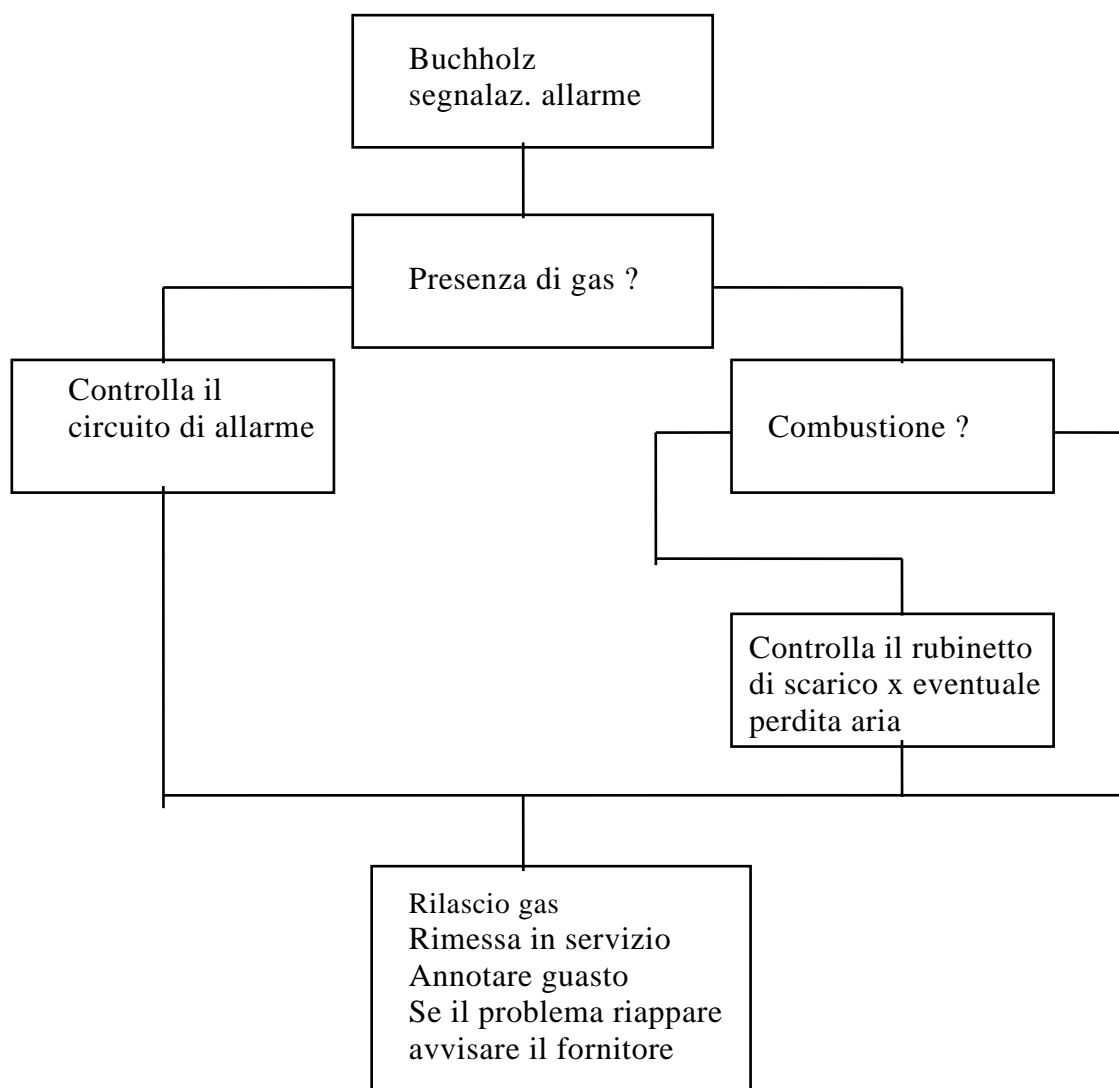 Buchholz
segnalaz. allarme
Presenza di gas ?
Controlla il
circuito di allarme
Combustione ?
Controlla il rubinetto
di scarico x eventuale
perdita aria
Rilascio gas
Rimessa in servizio
Annotare guasto
Se il problema riappare
avvisare il fornitore